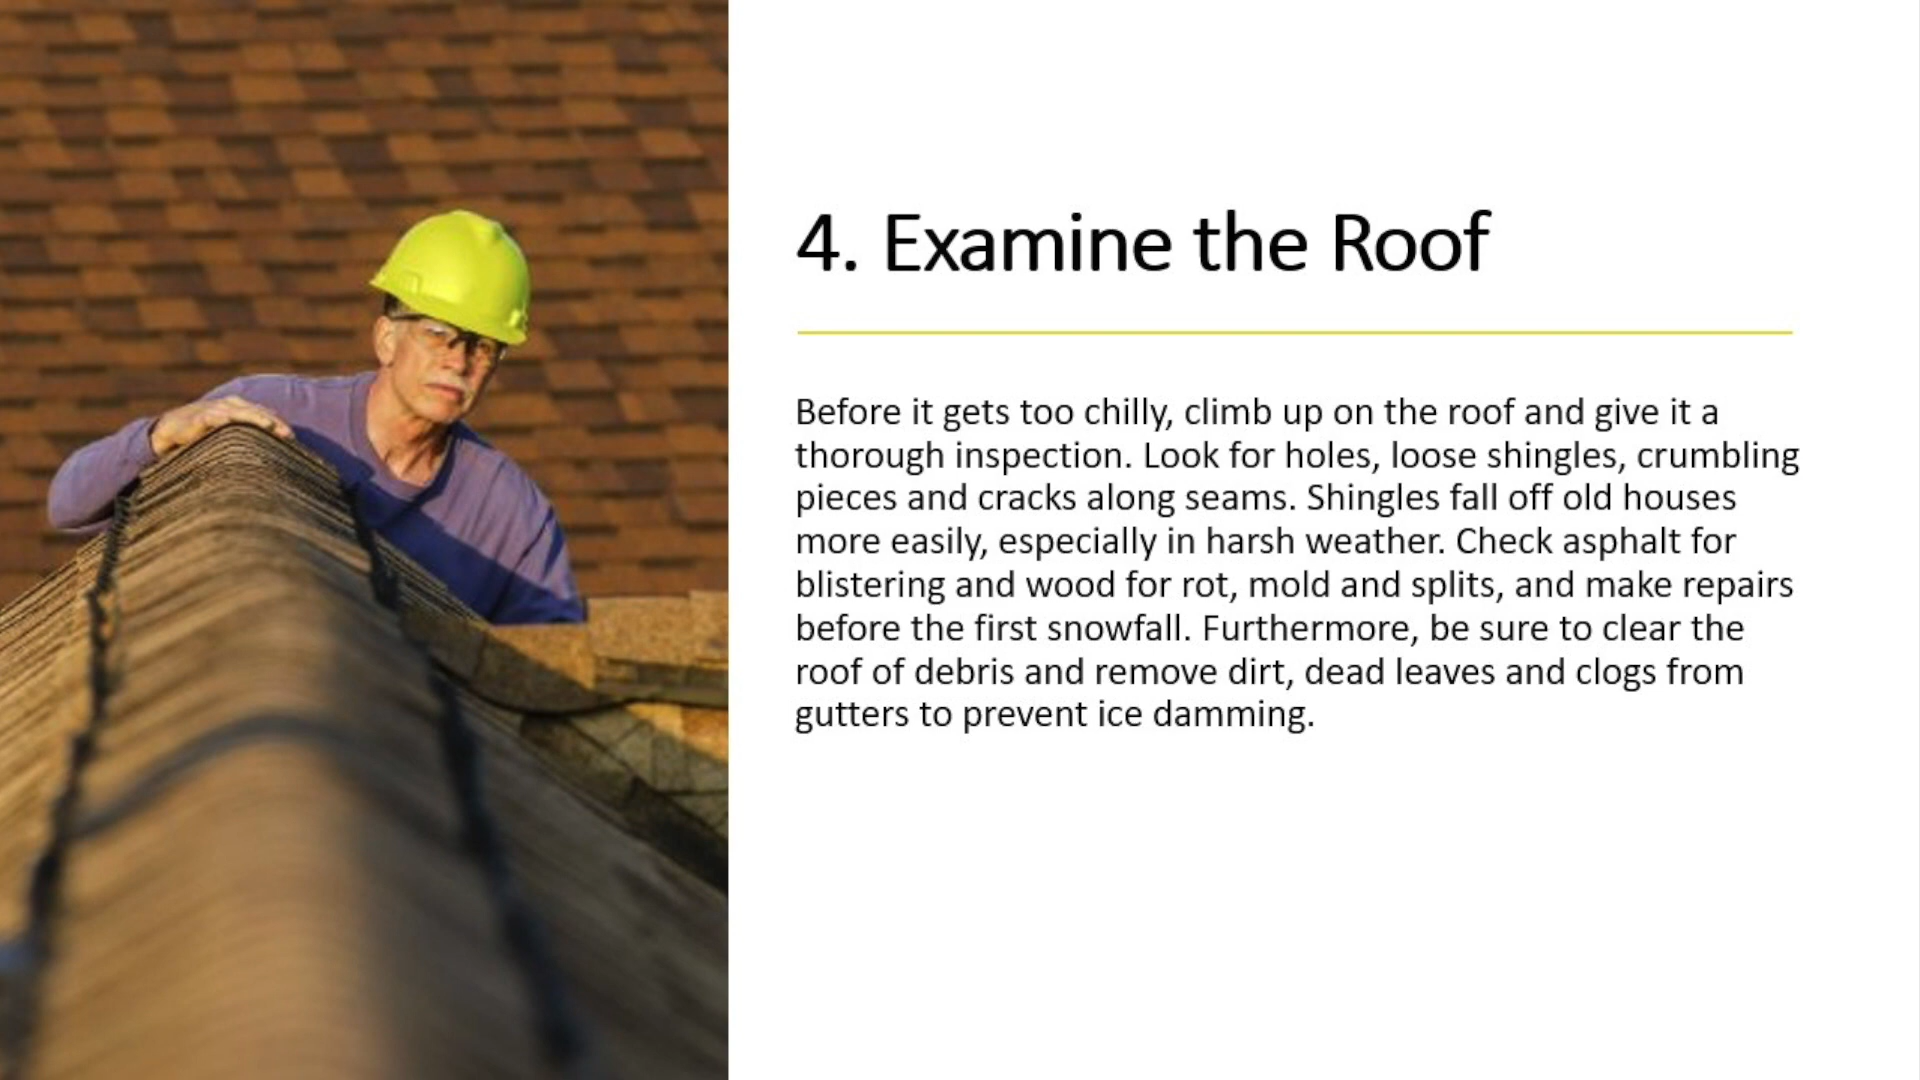 4. Examine the Roof
Before it gets too chilly, climb up on the roof and give it a
thorough inspection. Look for holes, loose shingles, crumbling
pieces and cracks along seams. Shingles fall off old houses
more easily, especially in harsh weather. Check asphalt for
blistering and wood for rot, mold and splits, and make repairs
before the first snowfall. Furthermore, be sure to clear the
roof of debris and remove dirt, dead leaves and clogs from
gutters to prevent ice damming.